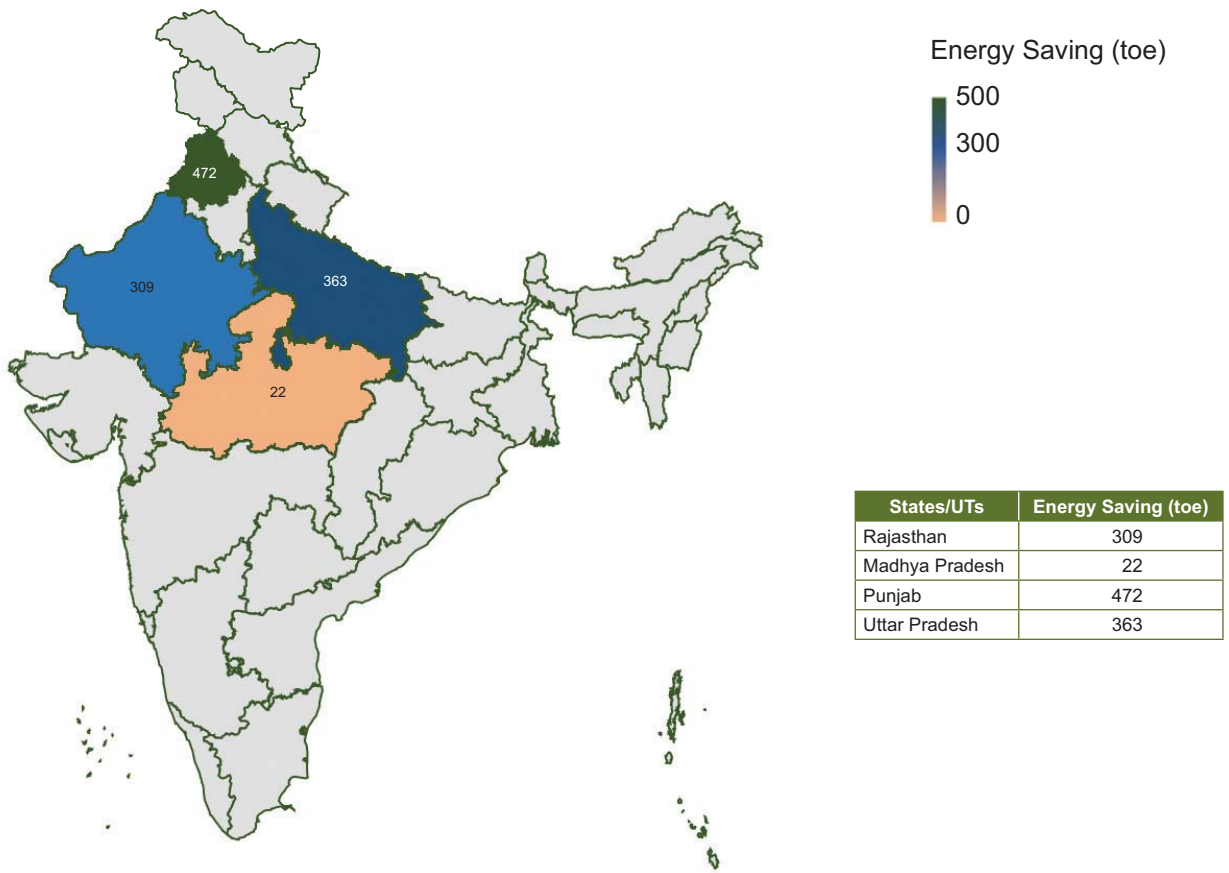 Energy Saving (toe)
500
300
0
472
309
363
22
States/UTs Energy Saving (toe)
Rajasthan 309
Madhya Pradesh 22
Punjab 472
Uttar Pradesh 363